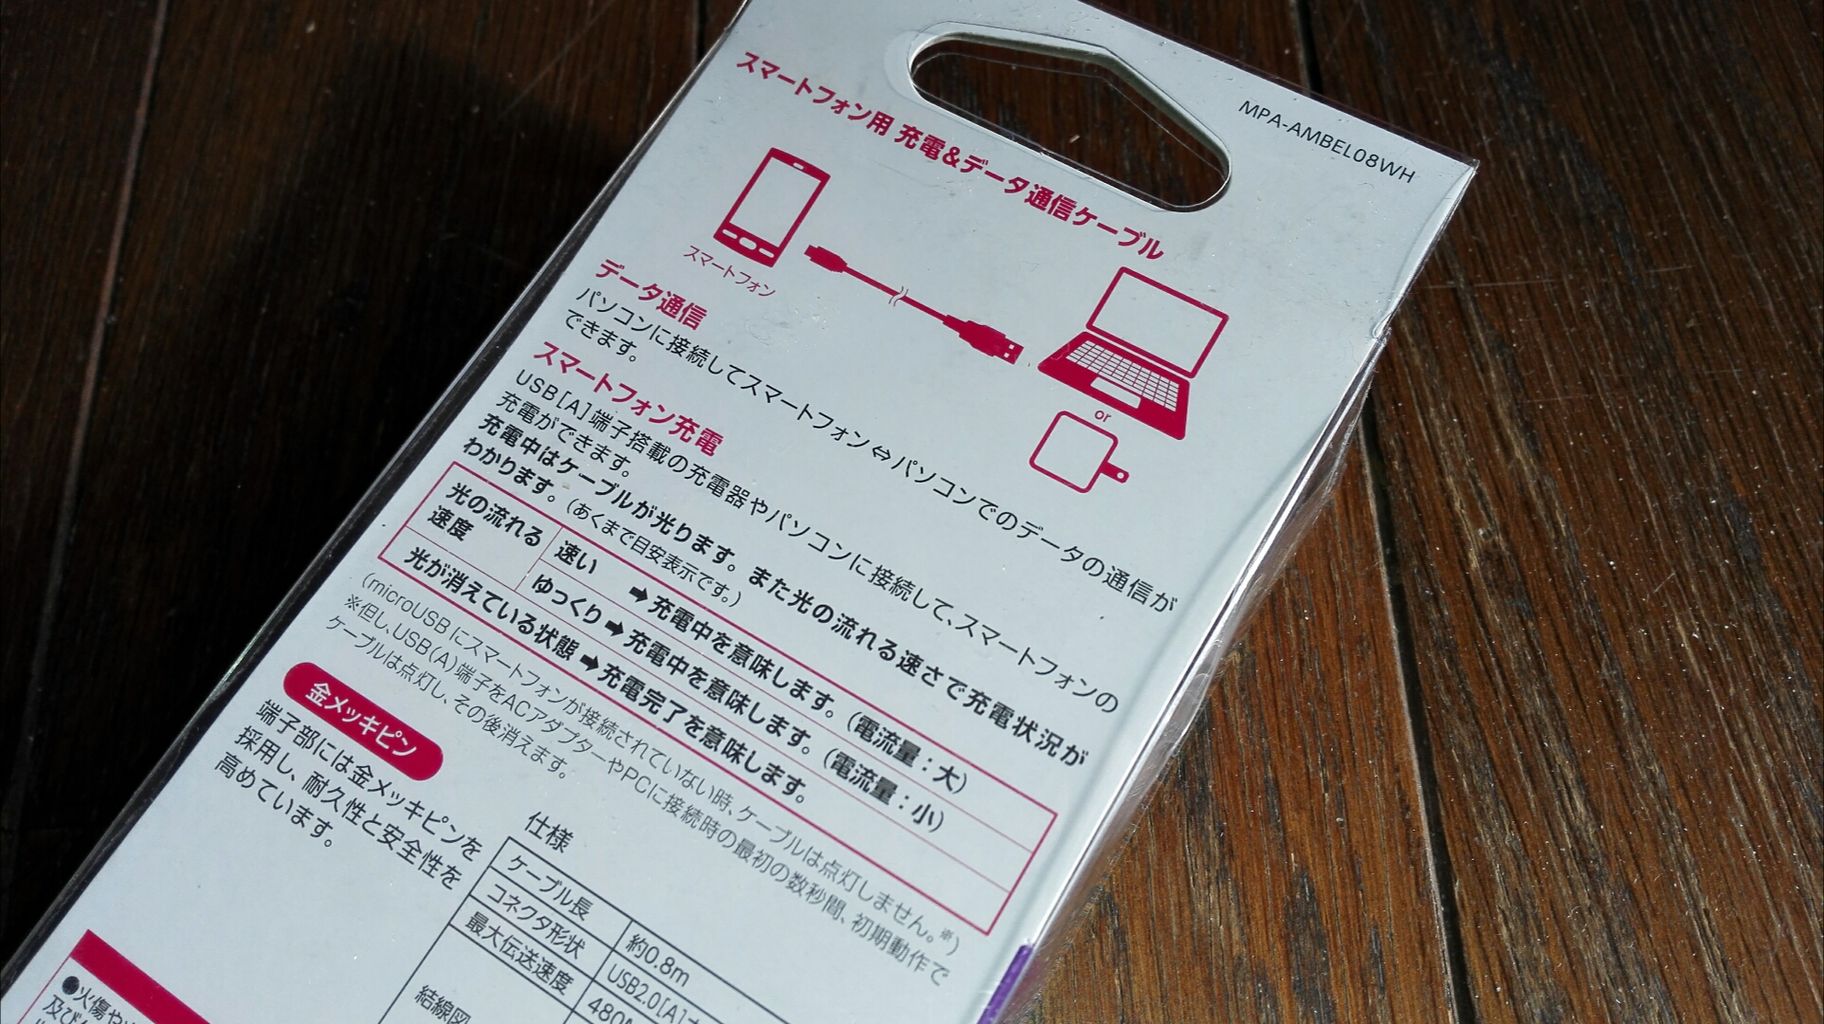 MPA-AMBEL08WH
スマートフォン用 充電&データ通信ケーブル
スマートフォン
or
データ通信
パソコンに接続してスマートフォン⇔パソコンでのデータの通信が
できます。
スマートフォン充電
USB[A]端子搭載の充電器やパソコンに接続して、スマートフォンの
充電ができます。
充電中はケーブルが光ります。また光の流れる速さで充電状況が
わかります。(あくまで目安表示です。)
光の流れる
速度
速い ➡充電中を意味します。(電流量:大)
ゆっくり➡充電中を意味します。(電流量:小)
光が消えている状態➡充電完了を意味します。
(microUSBにスマートフォンが接続されていない時、ケーブルは点灯しません。※)
※但し、USB(A)端子をACアダプターやPCに接続時の最初の数秒間、初期動作で
ケーブルは点灯し、その後消えます。
金メッキピン
端子部には金メッキピンを
採用し、耐久性と安全性を
高めています。
仕様
ケーブル長 約0.8m
コネクタ形状 USB2.0[A]
最大伝送速度 480
結線図
●火傷や
及び